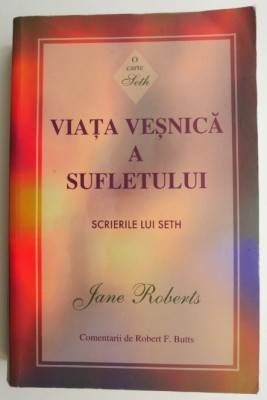 O
carte
Seth
VIAȚA VEȘNICĂ
A
SUFLETULUI
SCRIERILE LUI SETH
Jane Roberts
Comentarii de Robert F. Butts